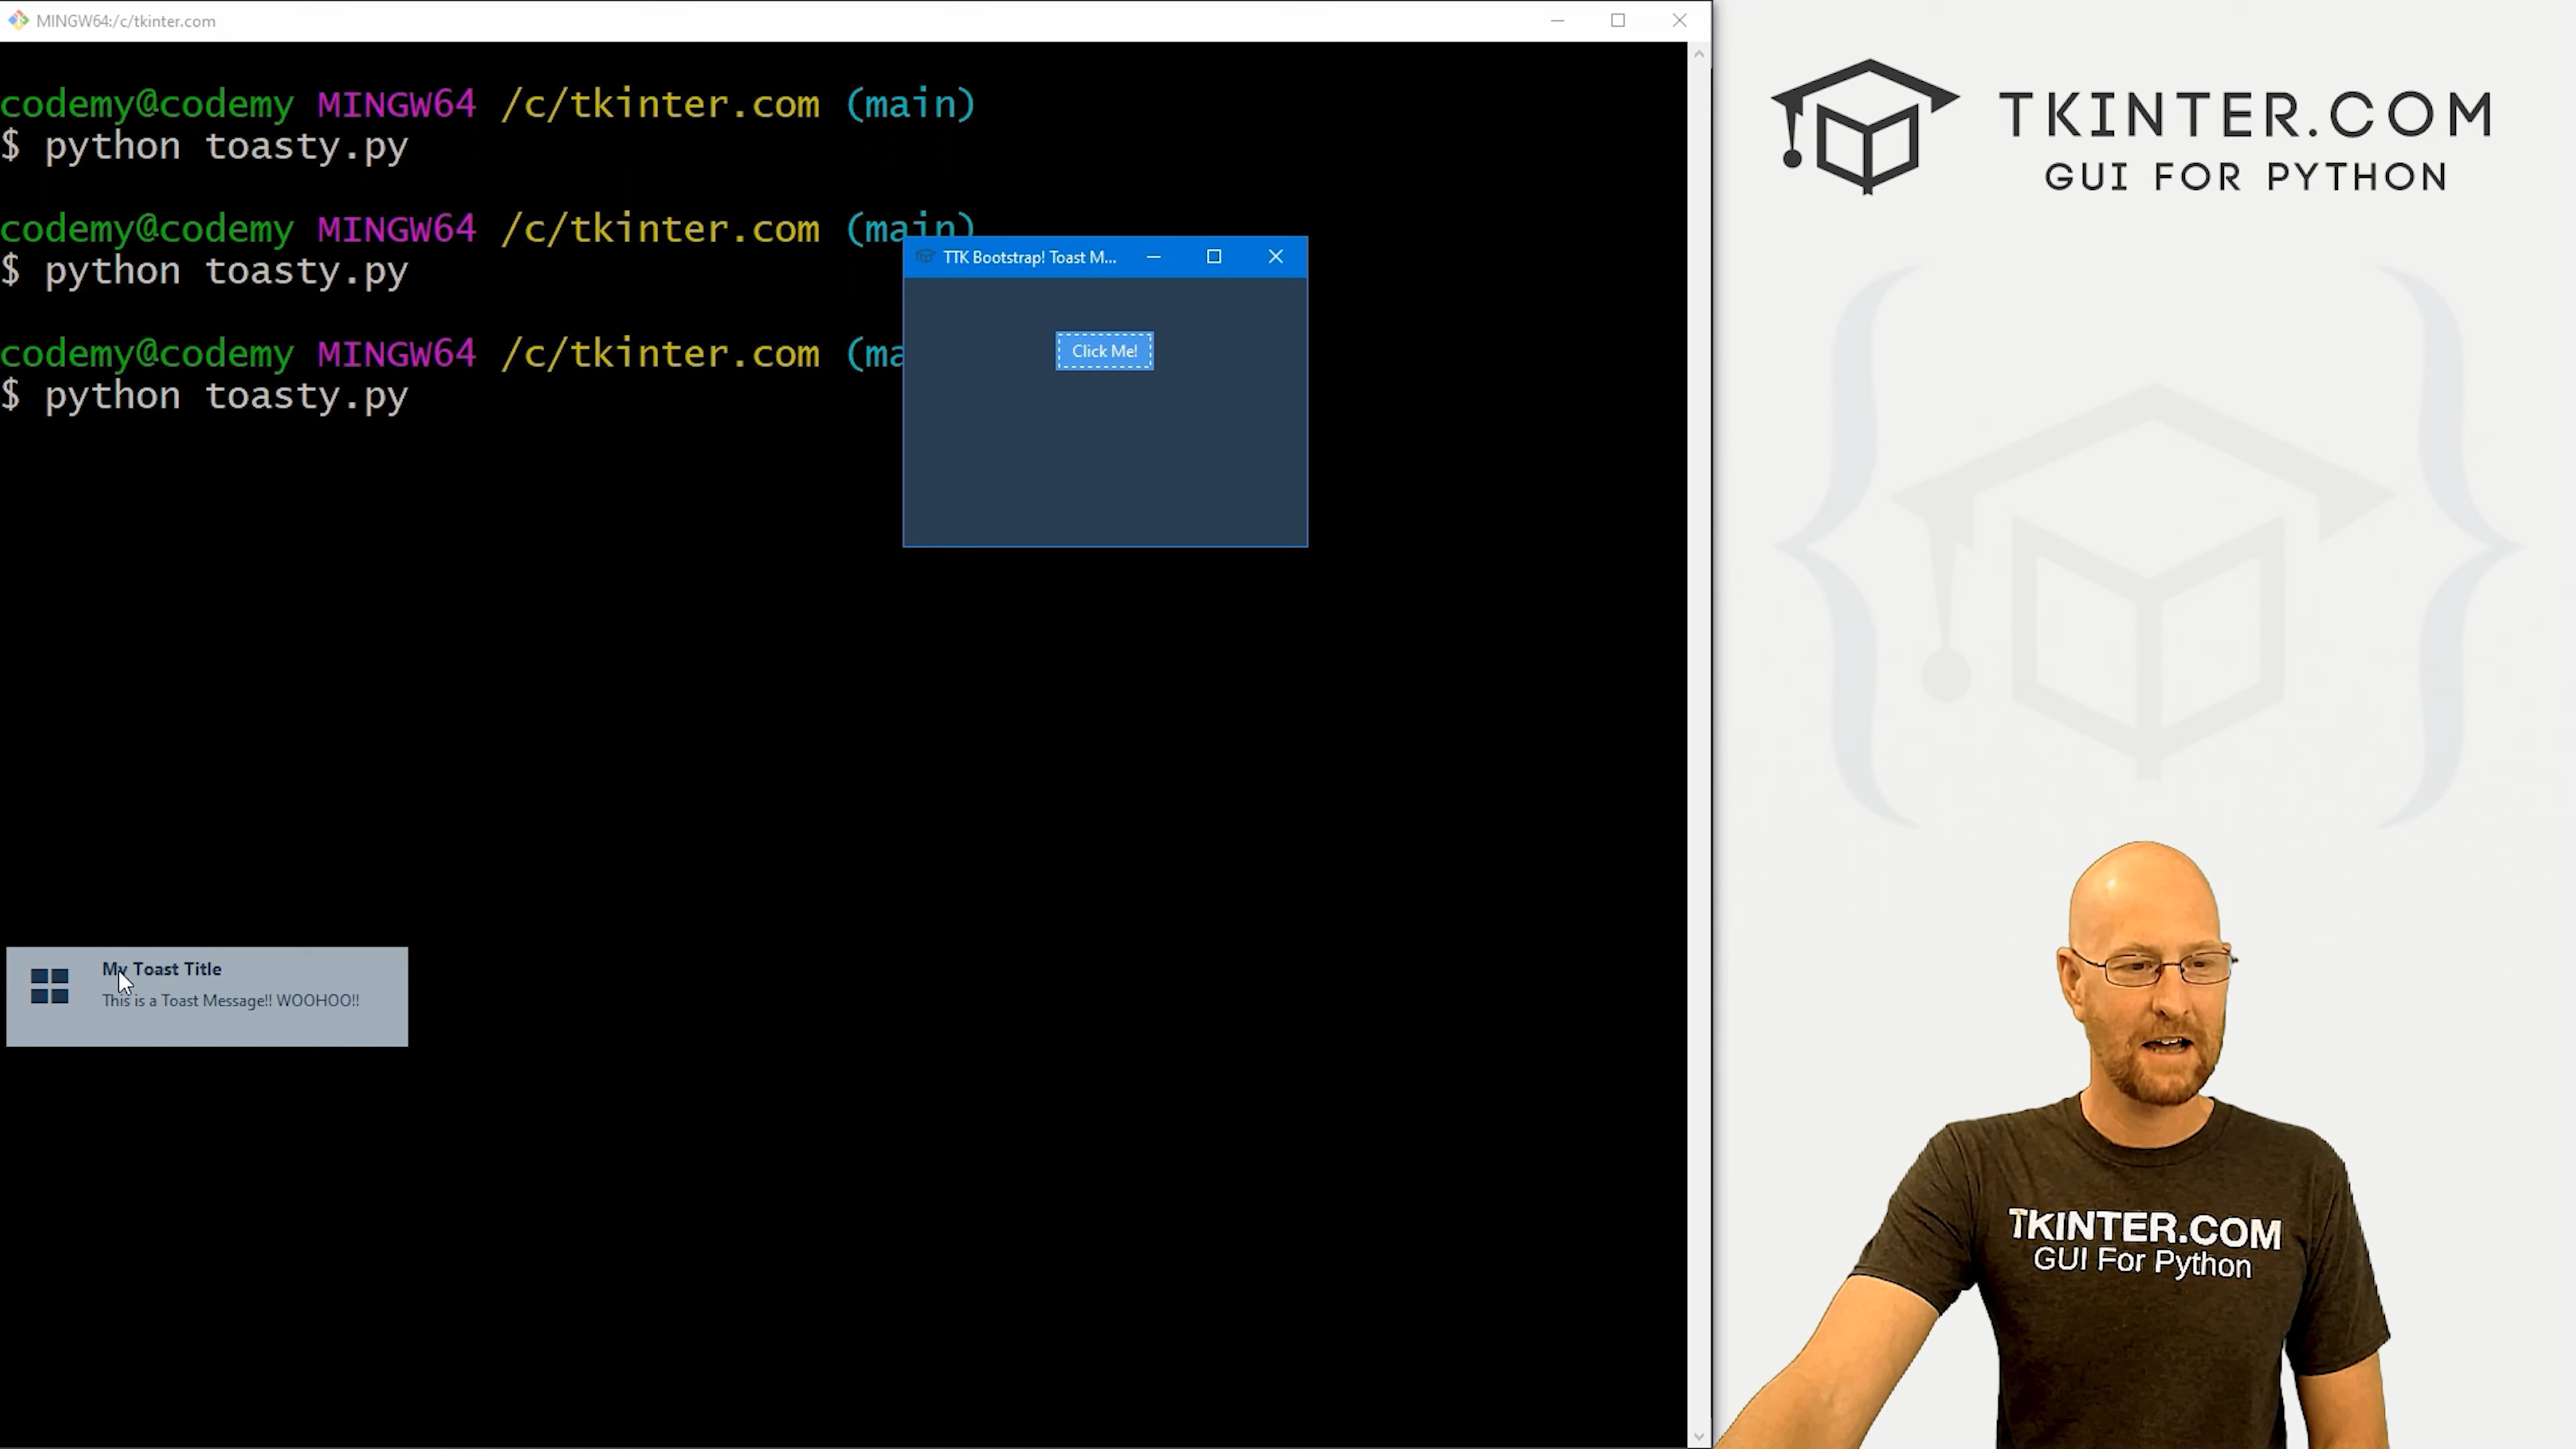 MINGW64:/c/tkinter.com
codemy@codemy MINGW64 /c/tkinter.com (main)
$ python toasty.py
codemy@codemy MINGW64 /c/tkinter.com (main)
$ python toasty.py
codemy@codemy MINGW64 /c/tkinter.com (ma
$ python toasty.py
TTK Bootstrap! Toast M...
Click Me!
My Toast Title
This is a Toast Message!! WOOHOO!!
TKINTER.COM
GUI FOR PYTHON
TKINTER.COM
GUI For Python